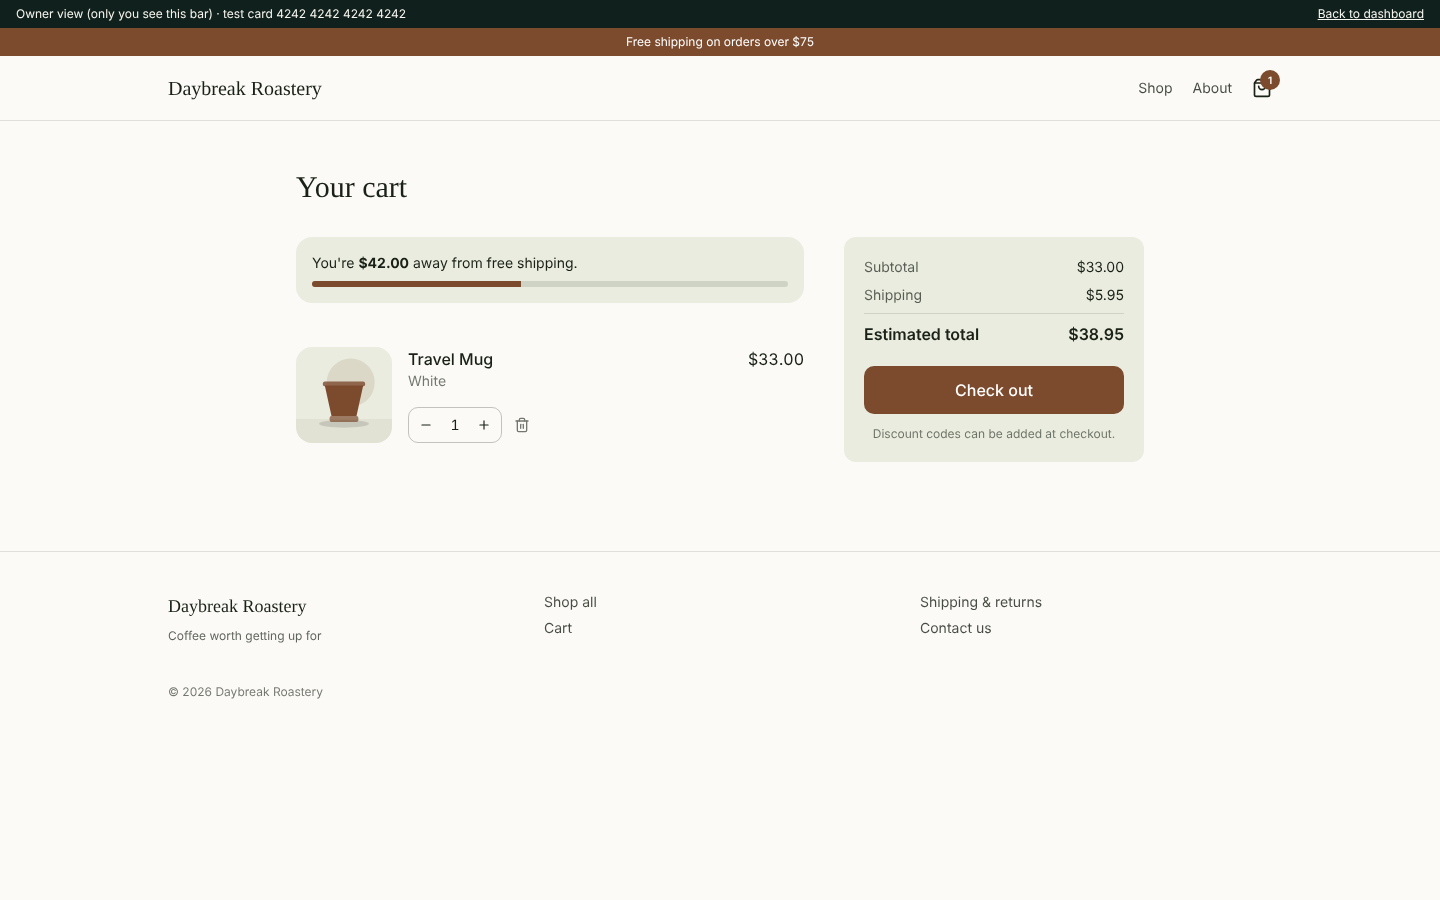 Owner view (only you see this bar) · test card 4242 4242 4242 4242
Back to dashboard
Free shipping on orders over $75
Daybreak Roastery
Shop
About
1
Your cart
You're $42.00 away from free shipping.
Travel Mug
$33.00
White
− 1 +
Subtotal $33.00
Shipping $5.95
Estimated total $38.95
Check out
Discount codes can be added at checkout.
Daybreak Roastery
Coffee worth getting up for
Shop all
Cart
Shipping & returns
Contact us
© 2026 Daybreak Roastery